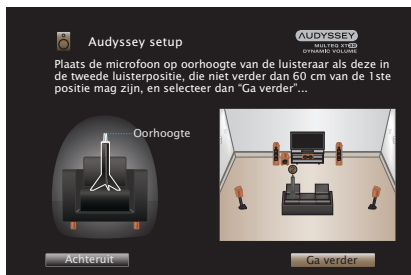 Audyssey setup
AUDYSSEY
MULTEQ XT32
DYNAMIC VOLUME
Plaats de microfoon op oorhoogte van de luisteraar als deze in
de tweede luisterpositie, die niet verder dan 60 cm van de 1ste
positie mag zijn, en selecteer dan “Ga verder”...
Oorhoogte
Achteruit
Ga verder